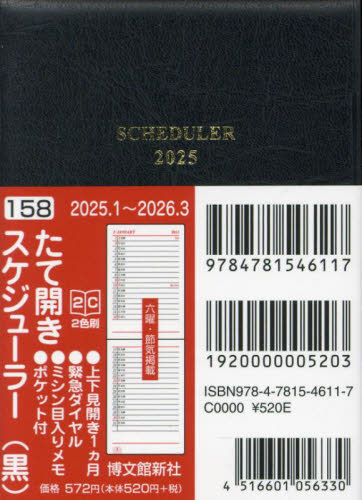 SCHEDULER
2025
158
2025.1～2026.3
たて開き
スケジューラー（黒）
2C
2色刷
六曜・節気掲載
●上下見開き1ヵ月
●緊急ダイヤル
●ミシン目入りメモ
●ポケット付
博文館新社
価格 572円(本体520円+税)
9784781546117
1920000005203
ISBN978-4-7815-4611-7
C0000 ¥520E
4516601056330